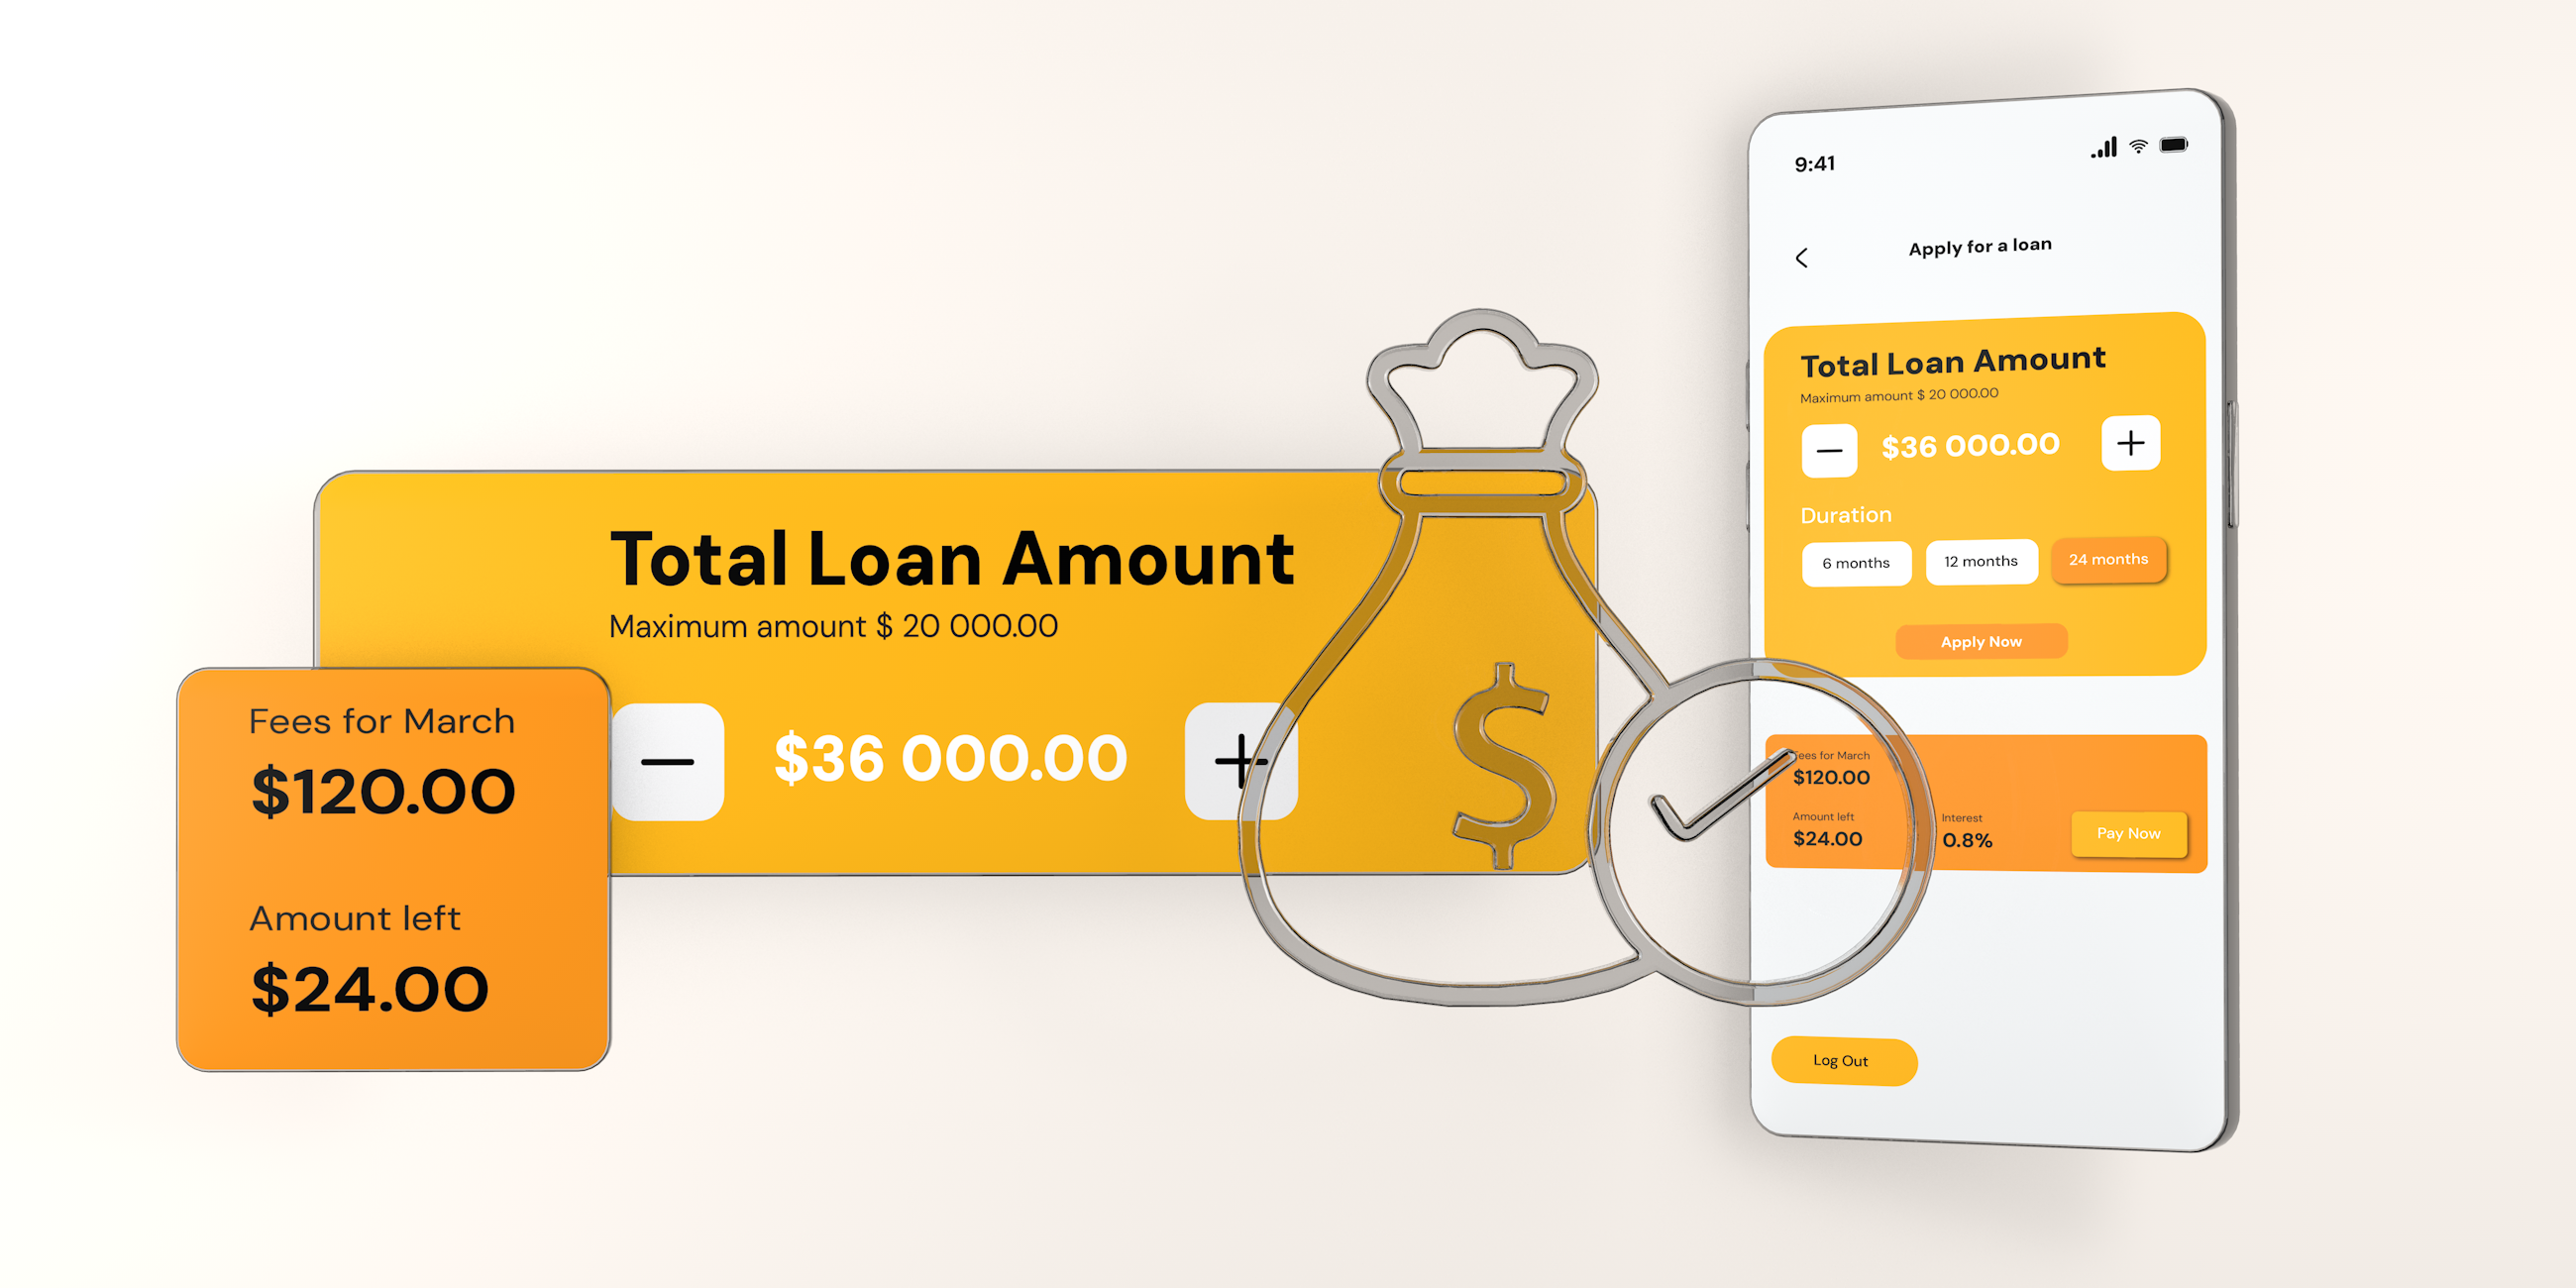 Total Loan Amount
Maximum amount $ 20 000.00
$36 000.00
Fees for March
$120.00
Amount left
$24.00
$
9:41
Apply for a loan
Total Loan Amount
Maximum amount $ 20 000.00
$36 000.00
Duration
6 months 12 months 24 months
Apply Now
Fees for March
$120.00
Amount left Interest
$24.00 0.8%
Pay Now
Log Out